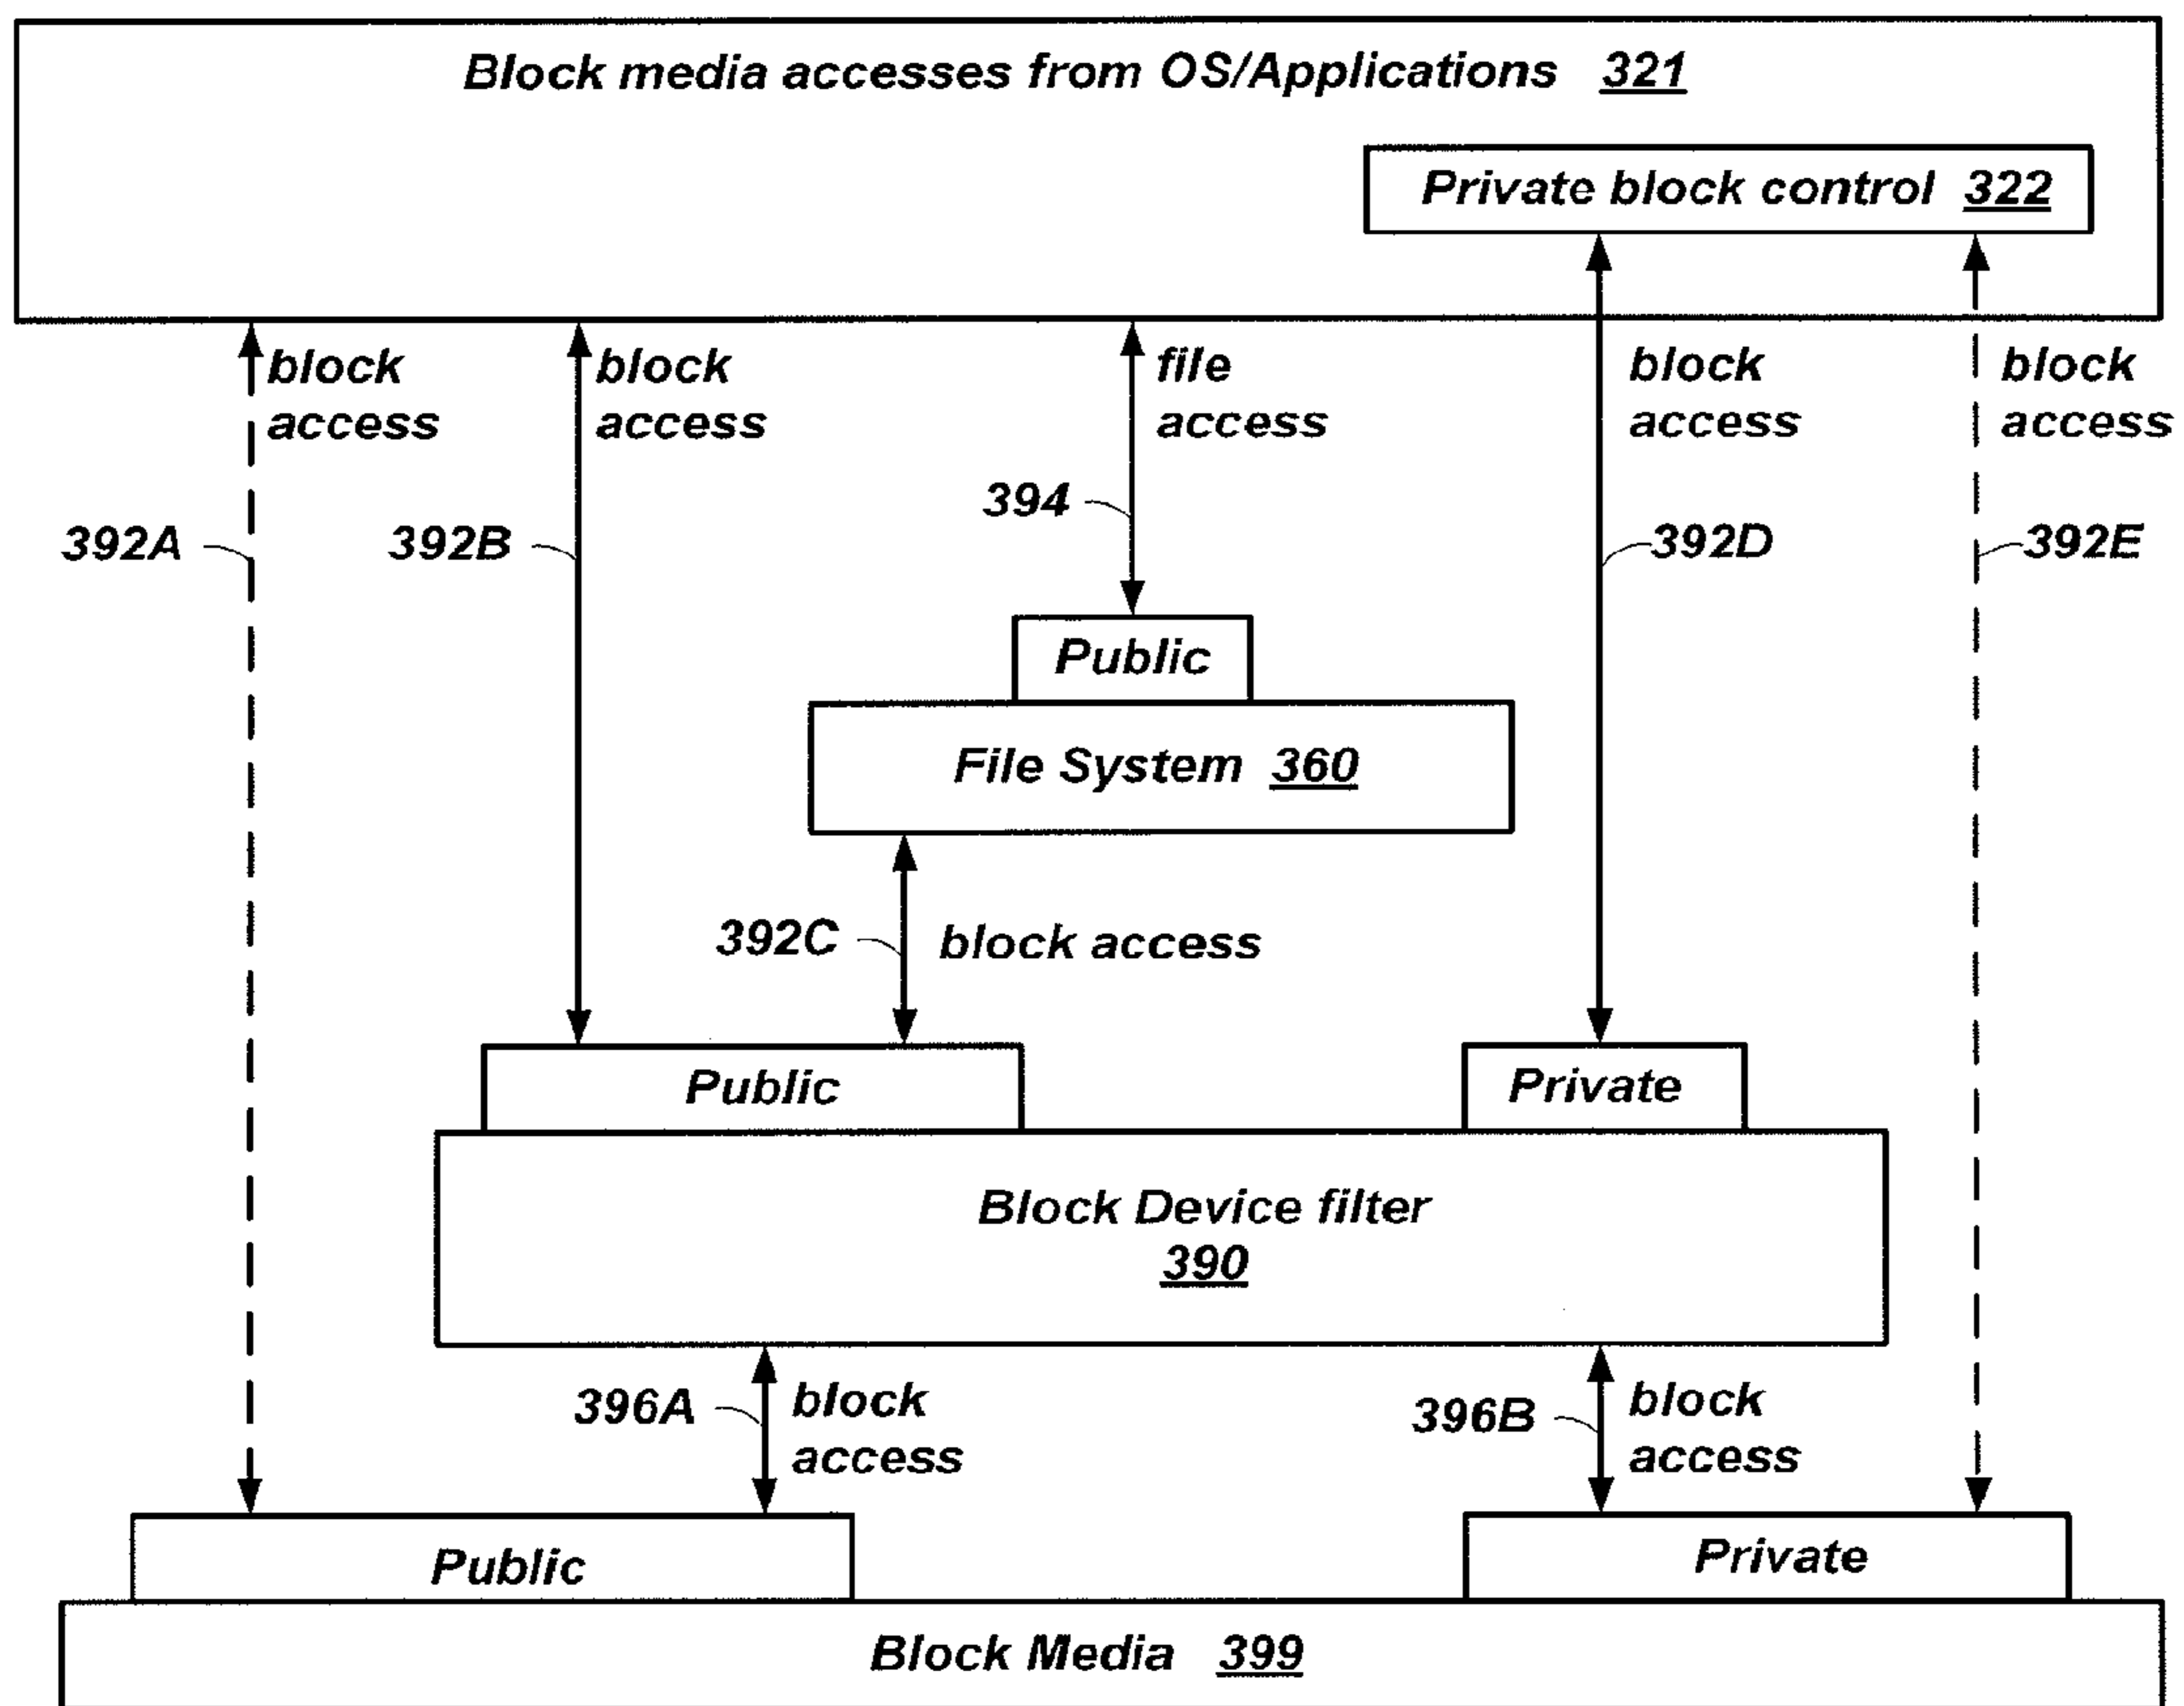 Block media accesses from OS/Applications 321
Private block control 322
block access
block access
file access
block access
block access
394
392A
392B
392D
392E
Public
File System 360
392C
block access
Public
Private
Block Device filter
390
396A
block access
396B
block access
Public
Private
Block Media 399